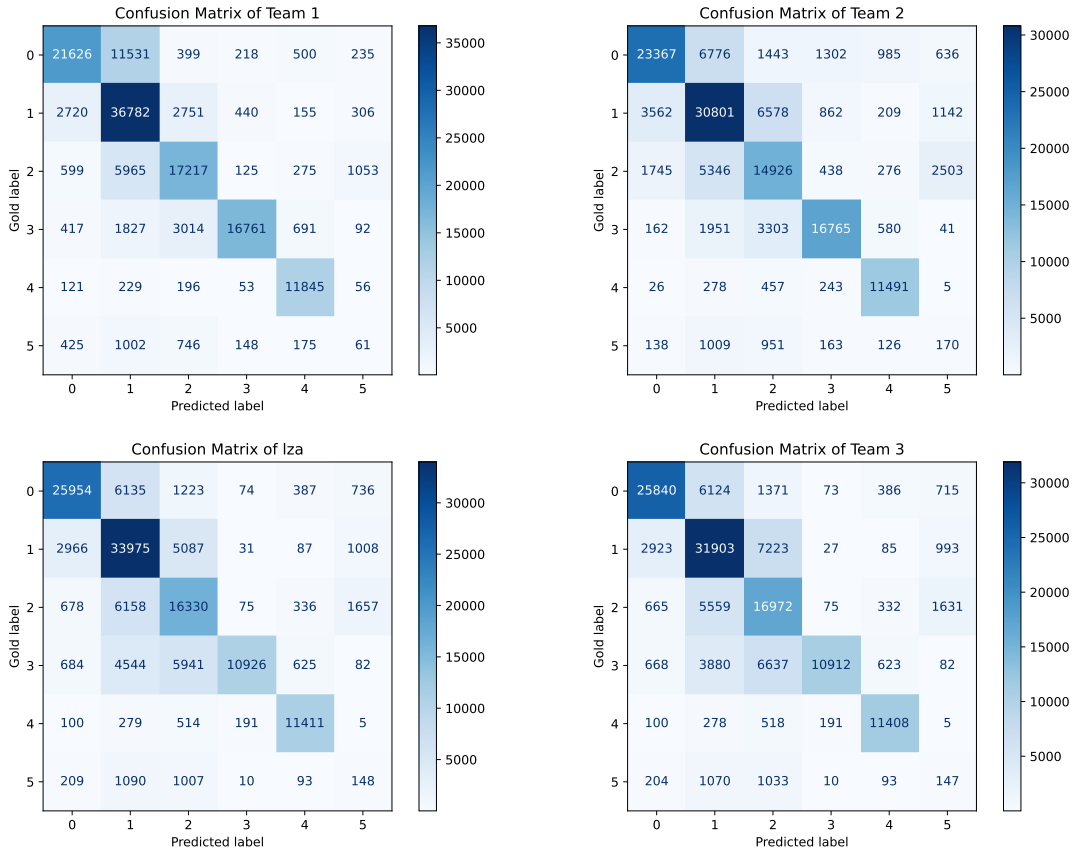 Confusion Matrix of Team 1
0 21626 11531 399 218 500 235
1 2720 36782 2751 440 155 306
2 599 5965 17217 125 275 1053
3 417 1827 3014 16761 691 92
4 121 229 196 53 11845 56
5 425 1002 746 148 175 61
0 1 2 3 4 5
Predicted label
Gold label
35000
30000
25000
20000
15000
10000
5000
Confusion Matrix of Team 2
0 23367 6776 1443 1302 985 636
1 3562 30801 6578 862 209 1142
2 1745 5346 14926 438 276 2503
3 162 1951 3303 16765 580 41
4 26 278 457 243 11491 5
5 138 1009 951 163 126 170
0 1 2 3 4 5
Predicted label
Gold label
30000
25000
20000
15000
10000
5000
Confusion Matrix of lza
0 25954 6135 1223 74 387 736
1 2966 33975 5087 31 87 1008
2 678 6158 16330 75 336 1657
3 684 4544 5941 10926 625 82
4 100 279 514 191 11411 5
5 209 1090 1007 10 93 148
0 1 2 3 4 5
Predicted label
Gold label
30000
25000
20000
15000
10000
5000
Confusion Matrix of Team 3
0 25840 6124 1371 73 386 715
1 2923 31903 7223 27 85 993
2 665 5559 16972 75 332 1631
3 668 3880 6637 10912 623 82
4 100 278 518 191 11408 5
5 204 1070 1033 10 93 147
0 1 2 3 4 5
Predicted label
Gold label
30000
25000
20000
15000
10000
5000